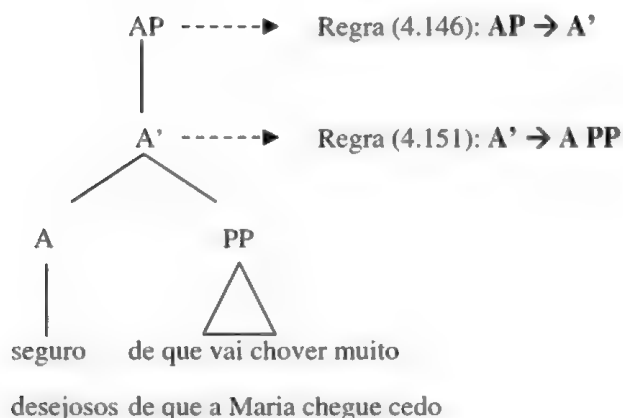 AP Regra (4.146): AP → A’
A’ Regra (4.151): A’ → A PP
A PP
seguro de que vai chover muito
desejosos de que a Maria chegue cedo